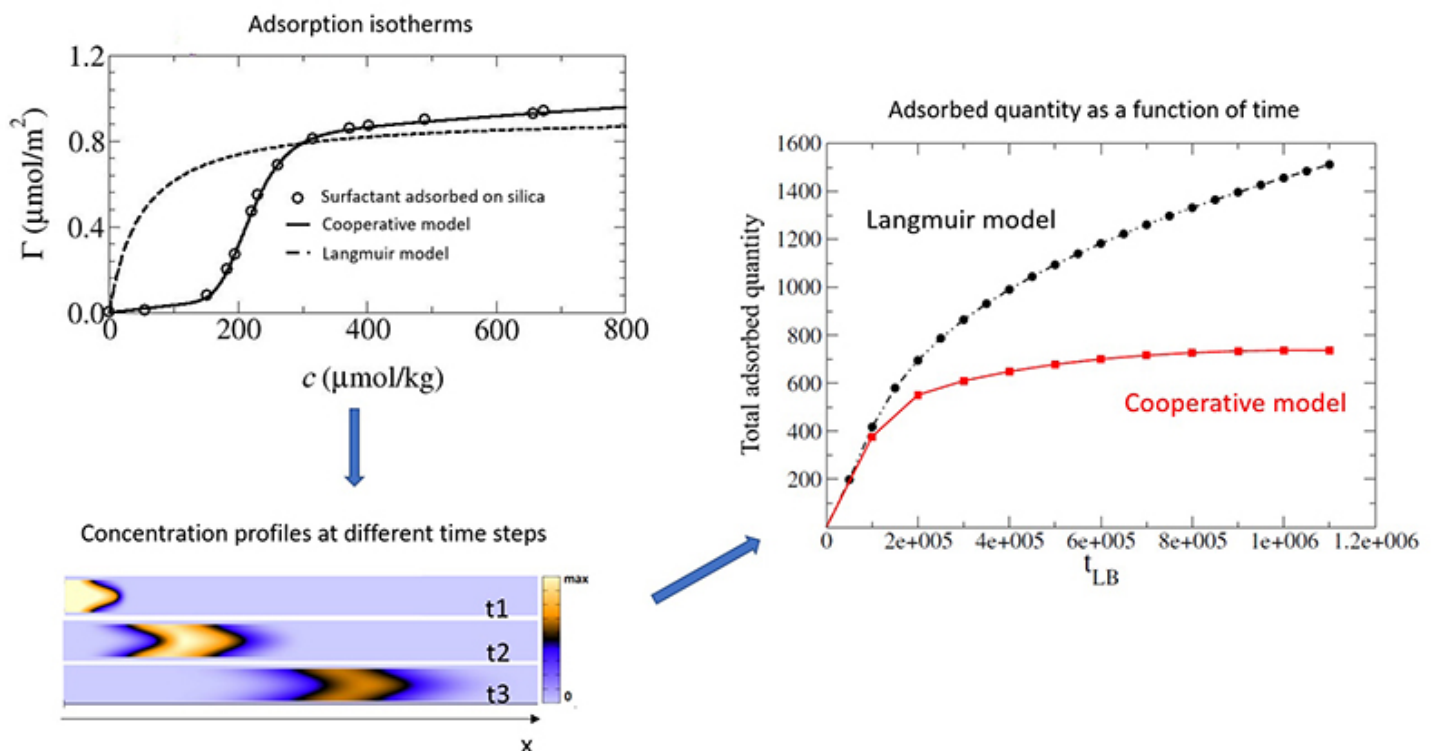 Adsorption isotherms
1.2
0.8
0.4
0.0
Γ (μmol/m²)
Surfactant adsorbed on silica
Cooperative model
Langmuir model
0 200 400 600 800
c (μmol/kg)
Concentration profiles at different time steps
t1
t2
t3
max
0
x
Adsorbed quantity as a function of time
1600
1400
1200
1000
800
600
400
200
Total adsorbed quantity
Langmuir model
Cooperative model
0 2e+005 4e+005 6e+005 8e+005 1e+006 1.2e+006
t_LB